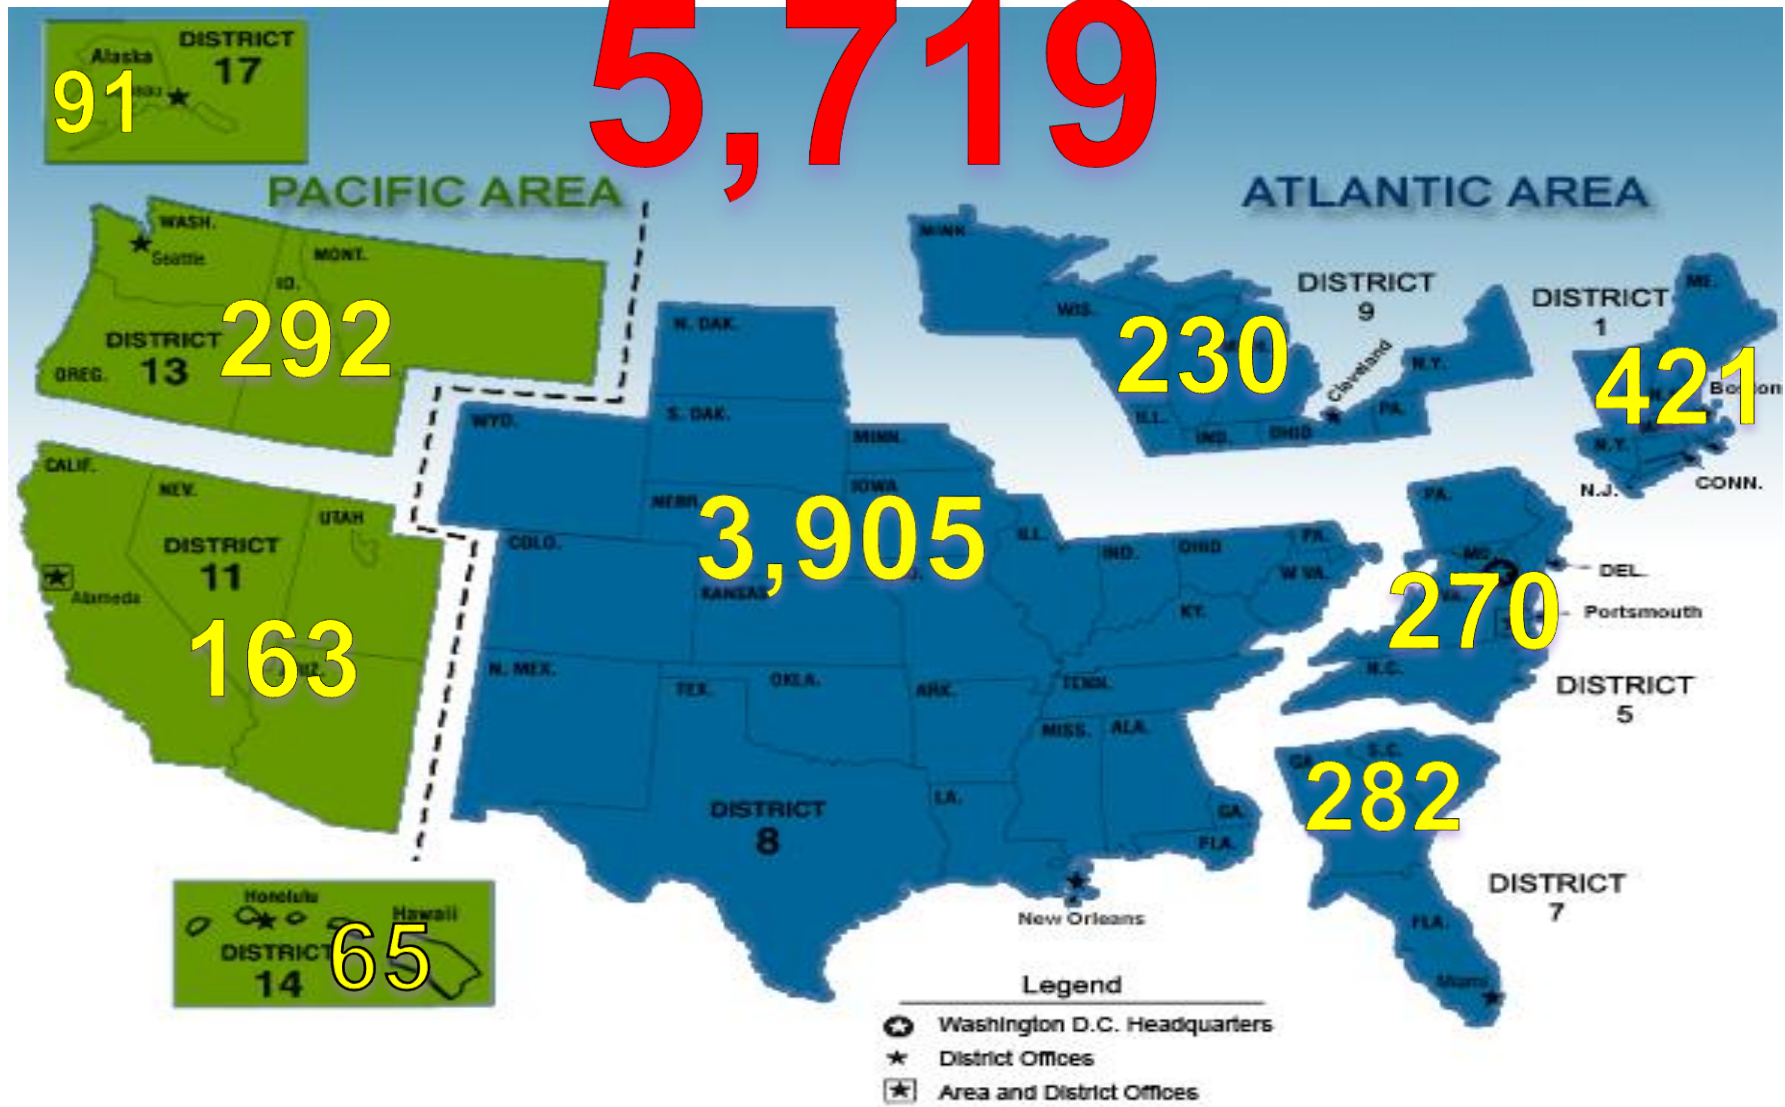 5,719
DISTRICT
17
Alaska
91
PACIFIC AREA
ATLANTIC AREA
WASH.
Seattle
MONT.
ID.
DISTRICT
13
OREG.
292
MINN.
WIS.
230
DISTRICT
9
Cleveland
N.Y.
PA.
ILL.
IND.
OHIO
DISTRICT
1
ME.
421
Boston
N.Y.
N.J.
CONN.
N. DAK.
S. DAK.
WYO.
MINN.
NEBR.
IOWA
3,905
ILL.
IND.
OHIO
PA.
W VA.
KY.
COLO.
KANSAS
CALIF.
NEV.
UTAH
DISTRICT
11
Alameda
163
ARIZ.
PA.
MD.
DEL.
VA.
270
Portsmouth
N.C.
DISTRICT
5
N. MEX.
TEX.
OKLA.
ARK.
TENN.
MISS.
ALA.
LA.
GA.
FLA.
DISTRICT
8
New Orleans
GA.
S.C.
282
DISTRICT
7
FLA.
Miami
Honolulu
Hawaii
DISTRICT
14
65
Legend
Washington D.C. Headquarters
District Offices
Area and District Offices